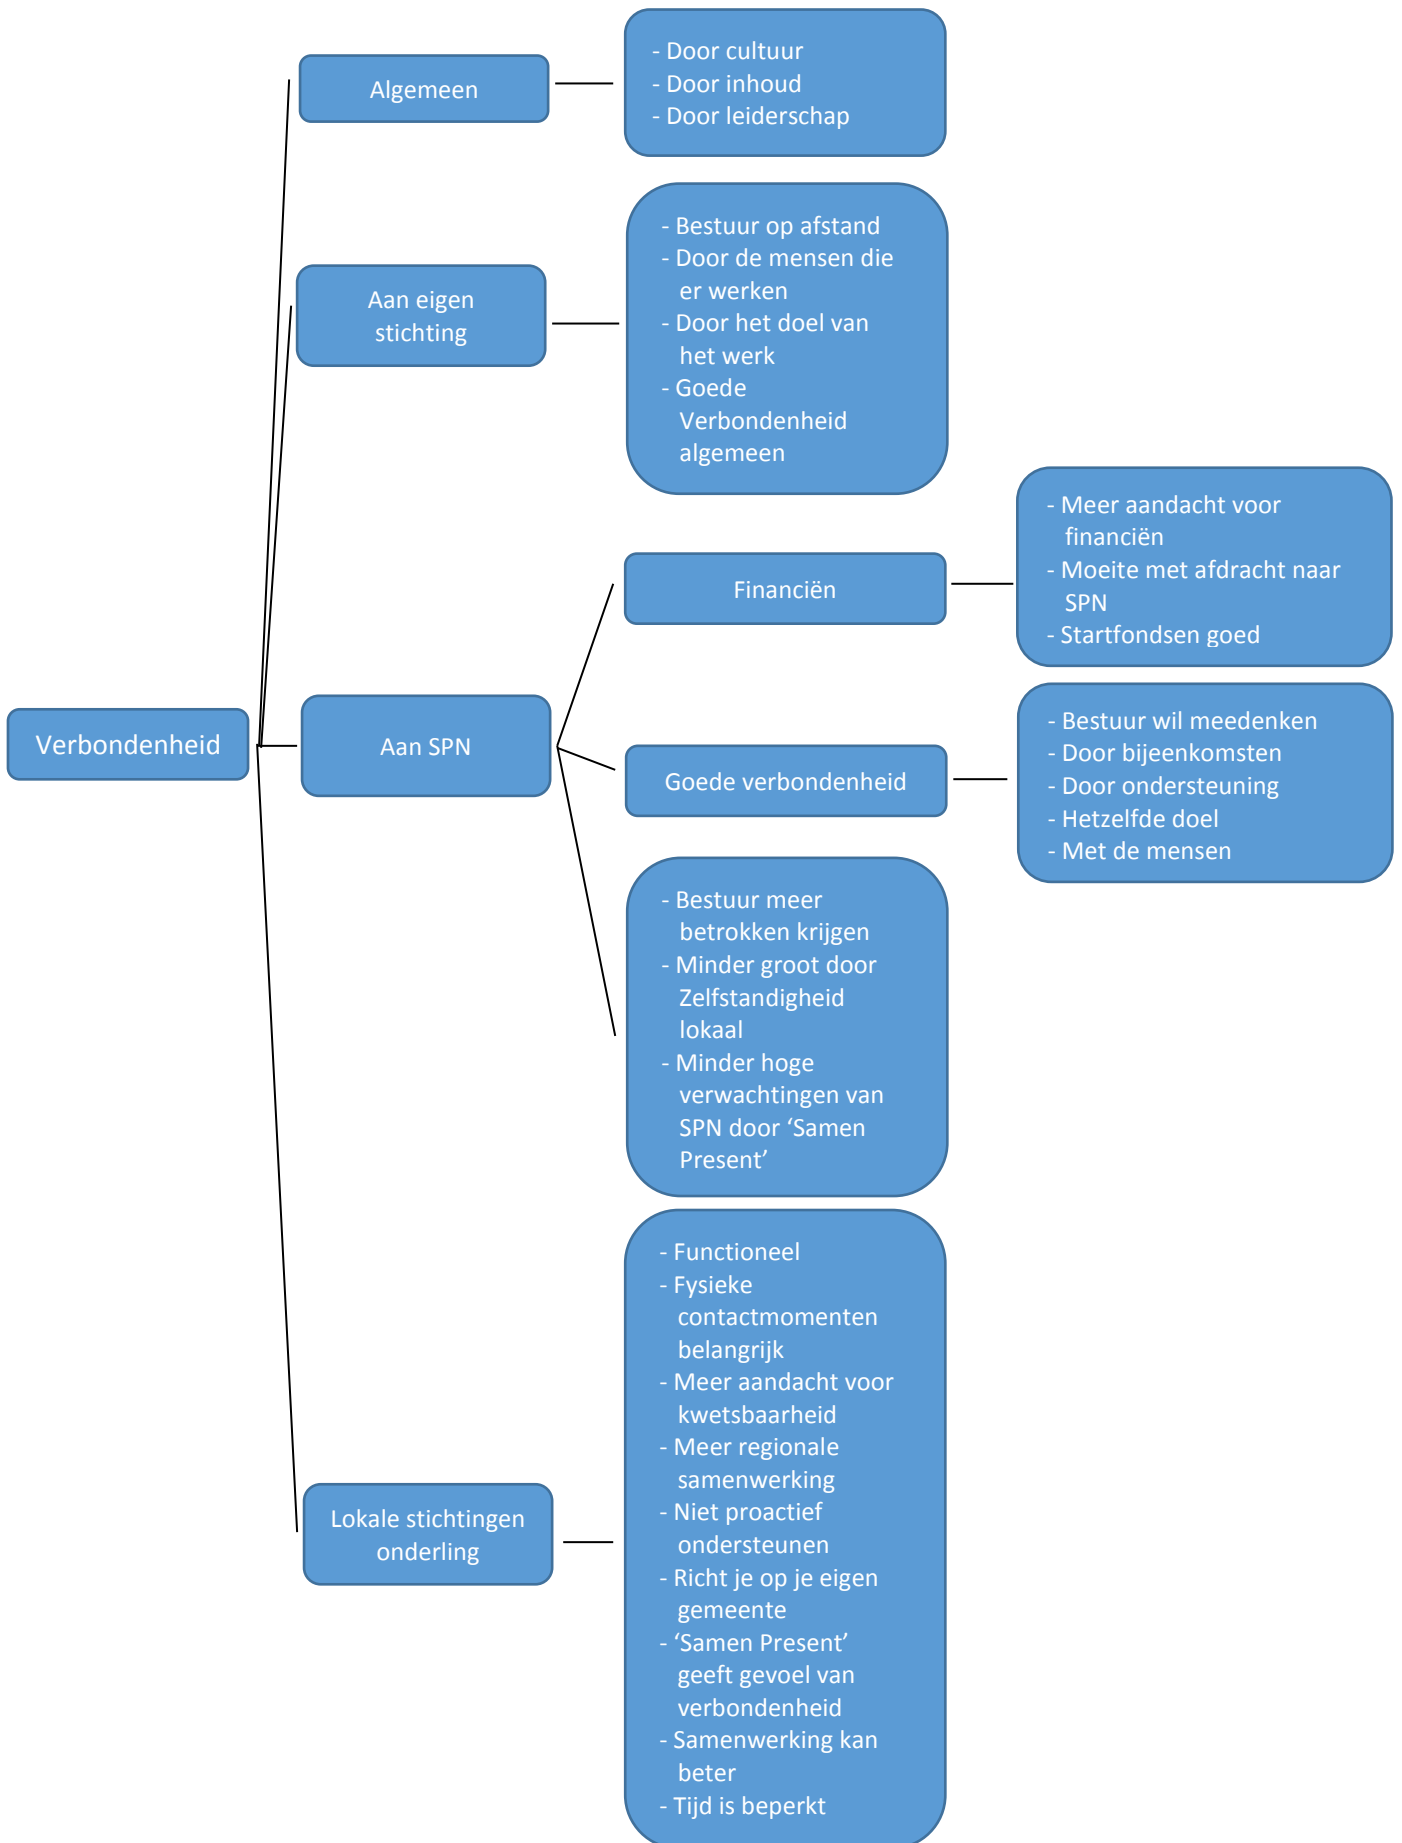 Algemeen
- Door cultuur
- Door inhoud
- Door leiderschap
Aan eigen
stichting
- Bestuur op afstand
- Door de mensen die
er werken
- Door het doel van
het werk
- Goede
Verbondenheid
algemeen
Verbondenheid
Aan SPN
Financiën
- Meer aandacht voor
financiën
- Moeite met afdracht naar
SPN
- Startfondsen goed
Goede verbondenheid
- Bestuur wil meedenken
- Door bijeenkomsten
- Door ondersteuning
- Hetzelfde doel
- Met de mensen
- Bestuur meer
betrokken krijgen
- Minder groot door
Zelfstandigheid
lokaal
- Minder hoge
verwachtingen van
SPN door ‘Samen
Present’
Lokale stichtingen
onderling
- Functioneel
- Fysieke
contactmomenten
belangrijk
- Meer aandacht voor
kwetsbaarheid
- Meer regionale
samenwerking
- Niet proactief
ondersteunen
- Richt je op je eigen
gemeente
- ‘Samen Present’
geeft gevoel van
verbondenheid
- Samenwerking kan
beter
- Tijd is beperkt